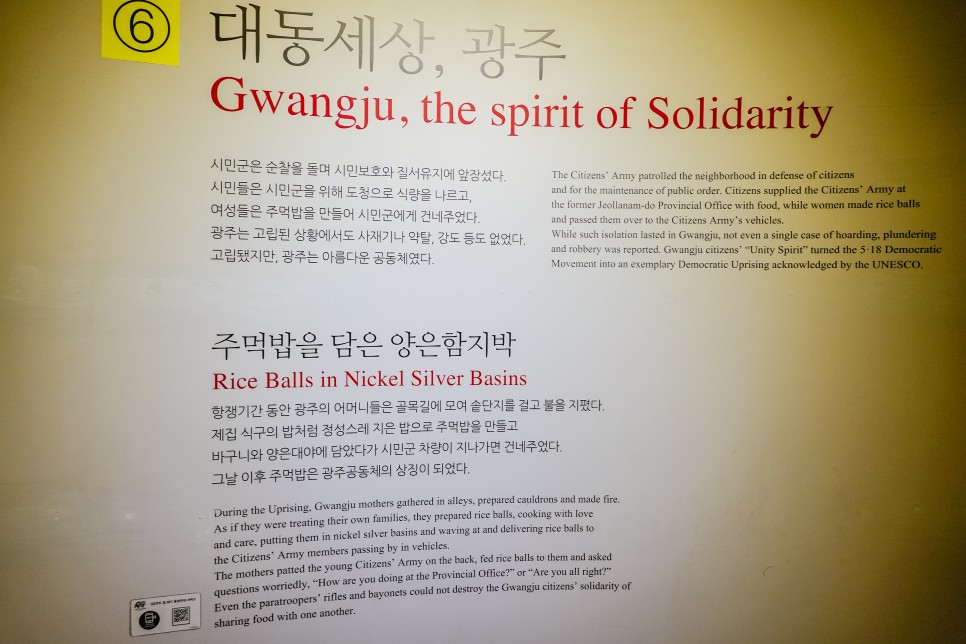 ⑥
대동세상, 광주
Gwangju, the spirit of Solidarity
시민군은 순찰을 돌며 시민보호와 질서유지에 앞장섰다.
시민들은 시민군을 위해 도청으로 식량을 나르고,
여성들은 주먹밥을 만들어 시민군에게 건네주었다.
광주는 고립된 상황에서도 사재기나 약탈, 강도 등도 없었다.
고립됐지만, 광주는 아름다운 공동체였다.
The Citizens’ Army patrolled the neighborhood in defense of citizens
and for the maintenance of public order. Citizens supplied the Citizens’ Army at
the former Jeollanam-do Provincial Office with food, while women made rice balls
and passed them over to the Citizens Army’s vehicles.
While such isolation lasted in Gwangju, not even a single case of hoarding, plundering
and robbery was reported. Gwangju citizens’ “Unity Spirit” turned the 5·18 Democratic
Movement into an exemplary Democratic Uprising acknowledged by the UNESCO.
주먹밥을 담은 양은함지박
Rice Balls in Nickel Silver Basins
항쟁기간 동안 광주의 어머니들은 골목길에 모여 솥단지를 걸고 불을 지폈다.
제집 식구의 밥처럼 정성스레 지은 밥으로 주먹밥을 만들고
바구니와 양은대야에 담았다가 시민군 차량이 지나가면 건네주었다.
그날 이후 주먹밥은 광주공동체의 상징이 되었다.
During the Uprising, Gwangju mothers gathered in alleys, prepared cauldrons and made fire.
As if they were treating their own families, they prepared rice balls, cooking with love
and care, putting them in nickel silver basins and waving at and delivering rice balls to
the Citizens’ Army members passing by in vehicles.
The mothers patted the young Citizens’ Army on the back, fed rice balls to them and asked
questions worriedly, “How are you doing at the Provincial Office?” or “Are you all right?”
Even the paratroopers’ rifles and bayonets could not destroy the Gwangju citizens’ solidarity of
sharing food with one another.